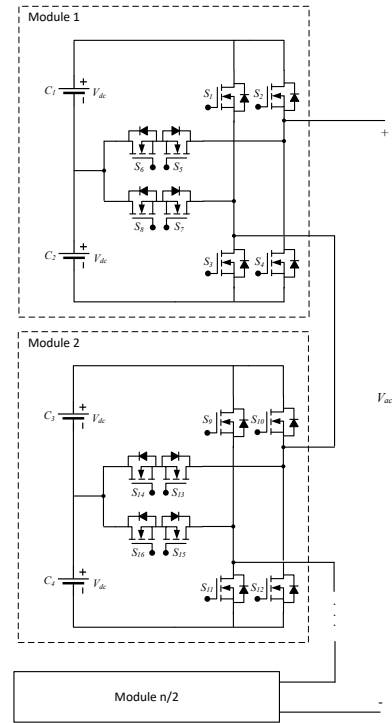 Module 1
C1
+
Vdc
S1
S2
+
S6
S5
S8
S7
C2
+
Vdc
S3
S4
Module 2
Vac
C3
+
Vdc
S9
S10
S14
S13
S16
S15
C4
+
Vdc
S11
S12
Module n/2
-